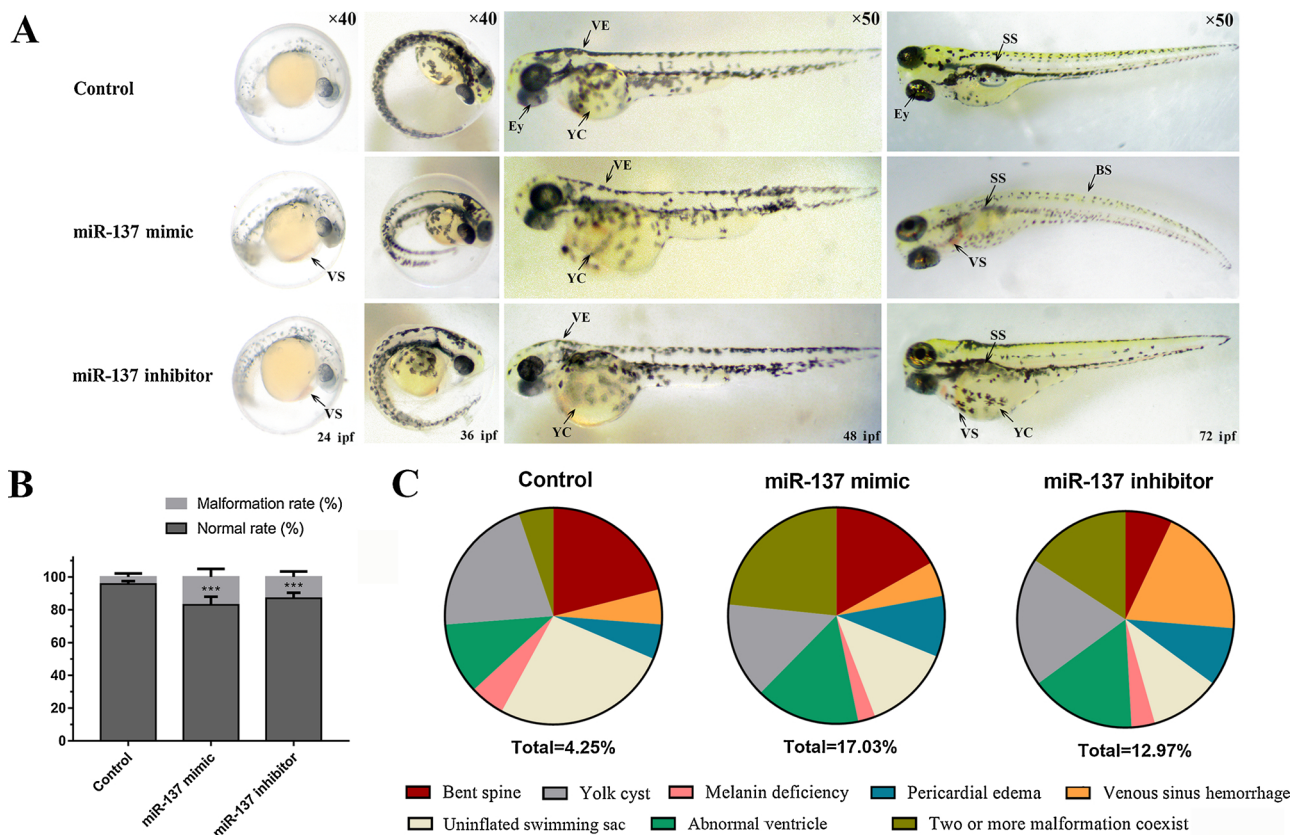 A
Control
×40
×40
VE
Ey
YC
×50
SS
Ey
×50
miR-137 mimic
VS
VE
YC
SS
BS
VS
miR-137 inhibitor
VS
24 ipf
36 ipf
VE
YC
48 ipf
SS
VS
YC
72 ipf
B
Malformation rate (%)
Normal rate (%)
100
80
60
40
20
0
***
***
Control
miR-137 mimic
miR-137 inhibitor
C
Control
miR-137 mimic
miR-137 inhibitor
Total=4.25%
Total=17.03%
Total=12.97%
Bent spine
Yolk cyst
Melanin deficiency
Pericardial edema
Venous sinus hemorrhage
Uninflated swimming sac
Abnormal ventricle
Two or more malformation coexist